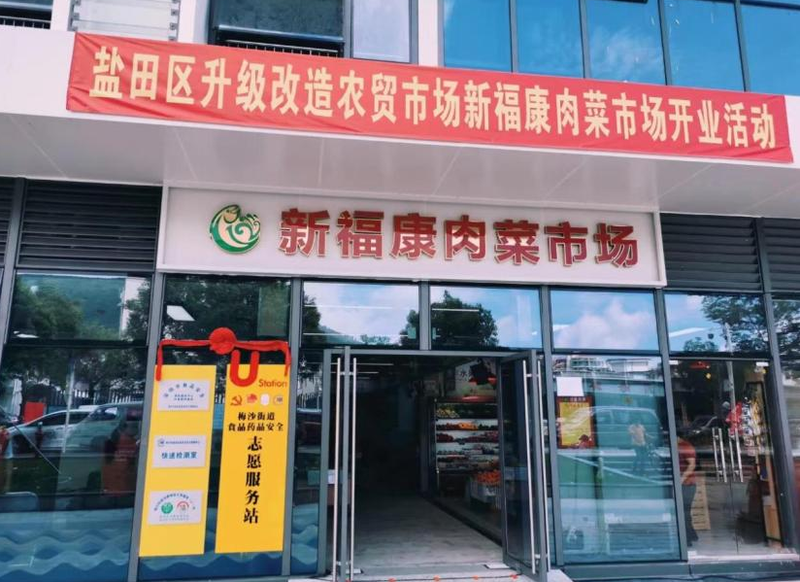 盐田区升级改造农贸市场新福康肉菜市场开业活动
新福康肉菜市场
U
Station
梅沙街道
食品药品安全
志愿服务站
快速检测室